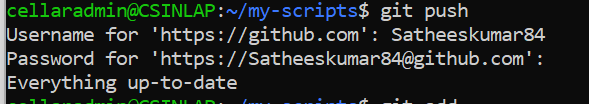 cellaradmin@CSINLAP:~/my-scripts$ git push
Username for 'https://github.com': Satheeskumar84
Password for 'https://Satheeskumar84@github.com':
Everything up-to-date
cellaradmin@CSINLAP:~/my-scripts$ git add